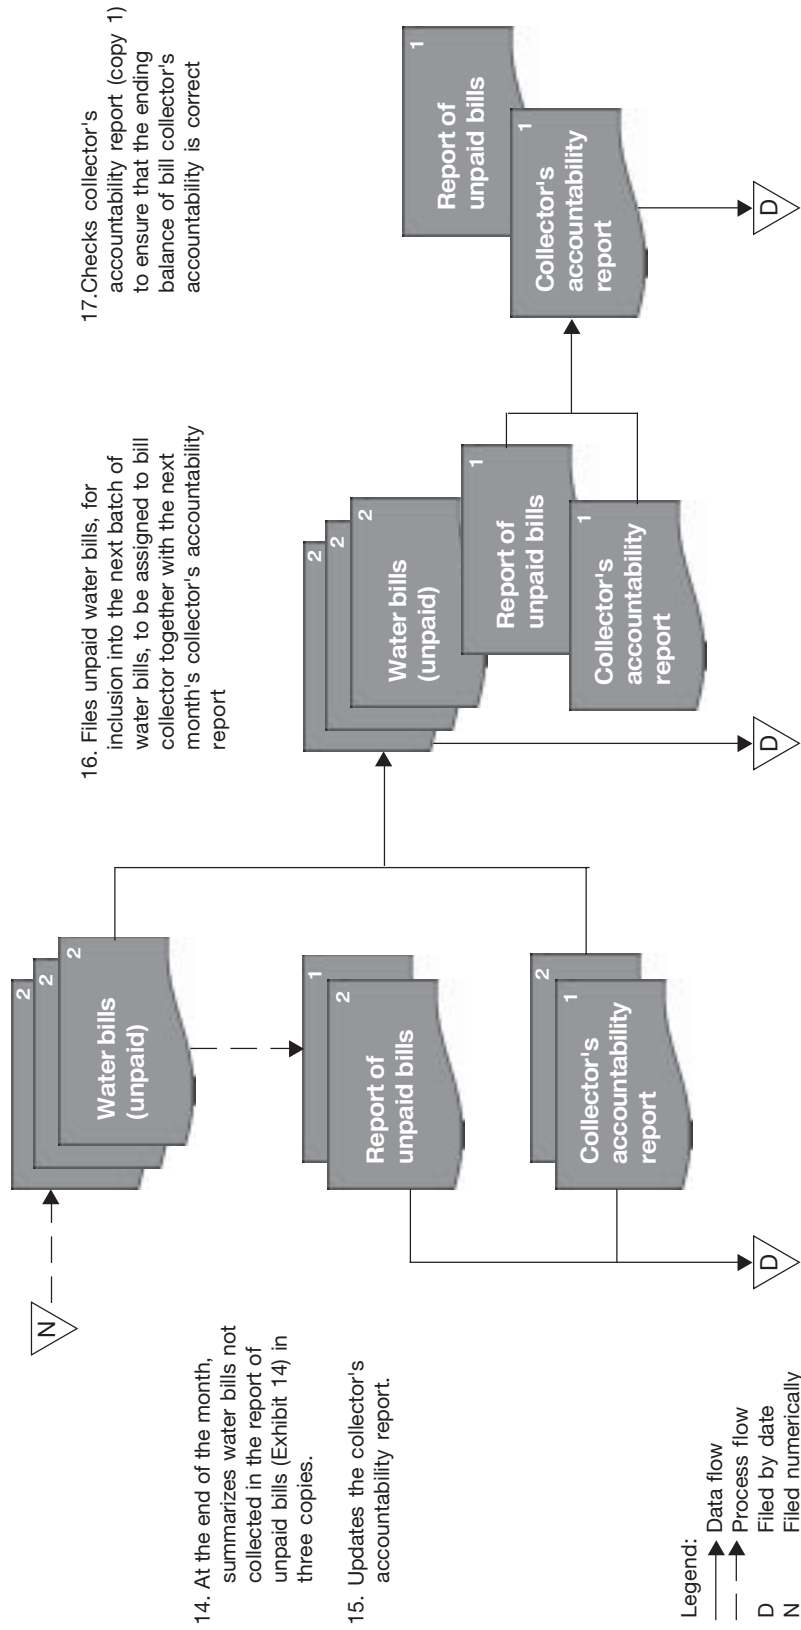 N
2
2
2
Water bills
(unpaid)
14. At the end of the month,
summarizes water bills not
collected in the report of
unpaid bills (Exhibit 14) in
three copies.
1
2
Report of
unpaid bills
15. Updates the collector's
accountability report.
2
1
Collector's
accountability
report
D
16. Files unpaid water bills, for
inclusion into the next batch of
water bills, to be assigned to bill
collector together with the next
month's collector's accountability
report
2
2
2
Water bills
(unpaid)
1
Report of
unpaid bills
1
Collector's
accountability
report
D
17.Checks collector's
accountability report (copy 1)
to ensure that the ending
balance of bill collector's
accountability is correct
1
Report of
unpaid bills
1
Collector's
accountability
report
D
Legend:
Data flow
Process flow
D Filed by date
N Filed numerically